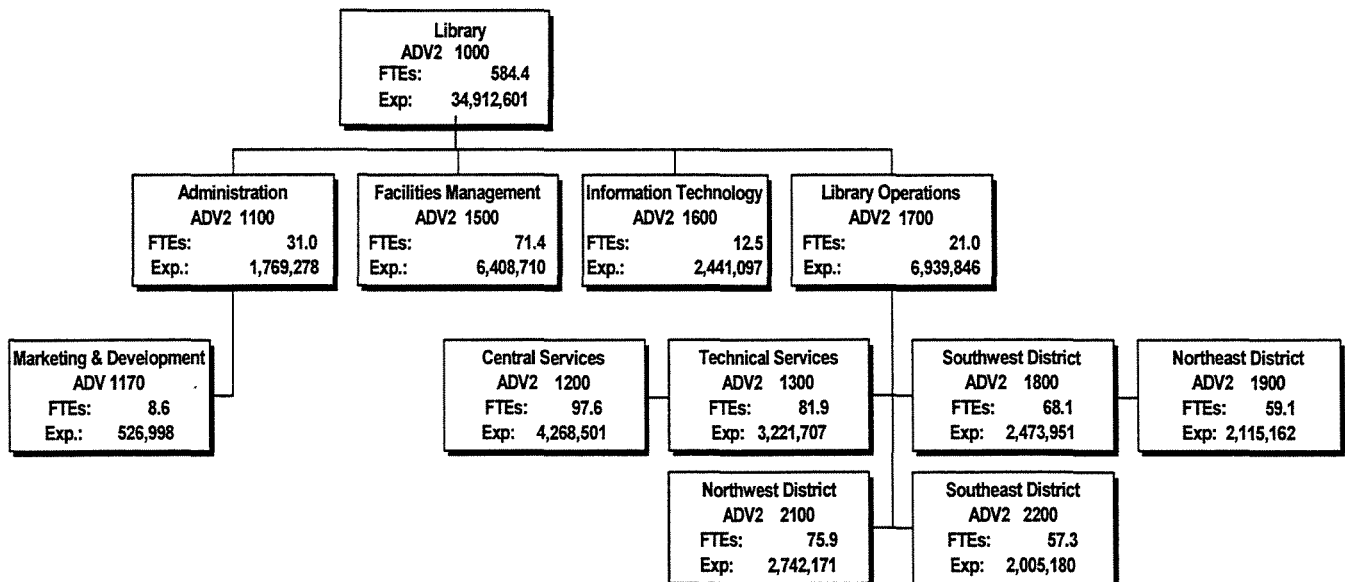 Library
ADV2 1000
FTEs: 584.4
Exp: 34,912,601
Administration
ADV2 1100
FTEs: 31.0
Exp.: 1,769,278
Facilities Management
ADV2 1500
FTEs: 71.4
Exp.: 6,408,710
Information Technology
ADV2 1600
FTEs: 12.5
Exp.: 2,441,097
Library Operations
ADV2 1700
FTEs: 21.0
Exp.: 6,939,846
Marketing & Development
ADV 1170
FTEs: 8.6
Exp.: 526,998
Central Services
ADV2 1200
FTEs: 97.6
Exp: 4,268,501
Technical Services
ADV2 1300
FTEs: 81.9
Exp: 3,221,707
Southwest District
ADV2 1800
FTEs: 68.1
Exp: 2,473,951
Northeast District
ADV2 1900
FTEs: 59.1
Exp: 2,115,162
Northwest District
ADV2 2100
FTEs: 75.9
Exp: 2,742,171
Southeast District
ADV2 2200
FTEs: 57.3
Exp: 2,005,180